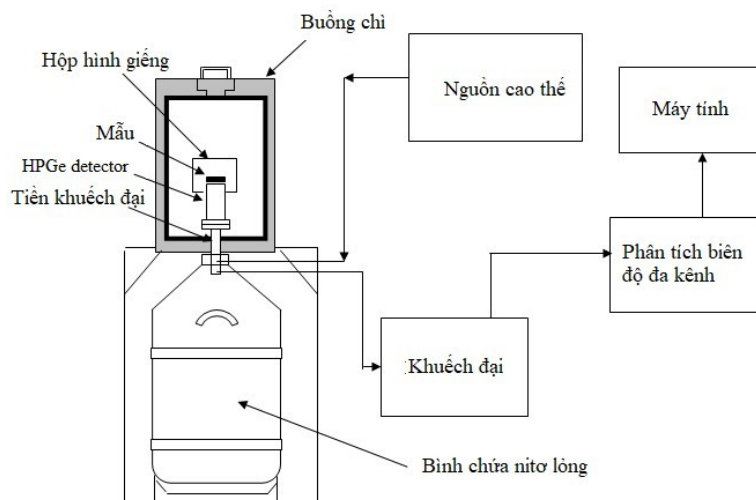 Buồng chì
Hộp hình giếng
Mẫu
HPGe detector
Tiền khuếch đại
Nguồn cao thế
Máy tính
Phân tích biên
độ đa kênh
Khuếch đại
Bình chứa nitơ lỏng